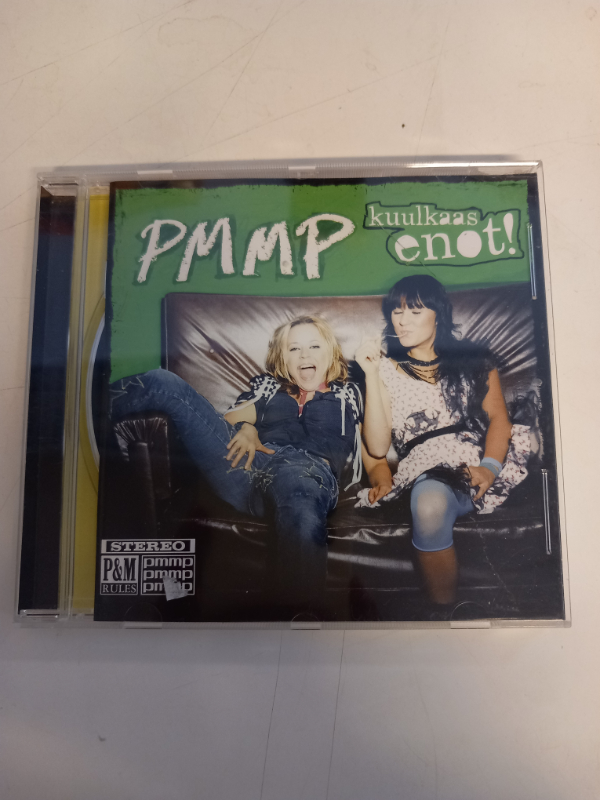 PMMP
kuulkaas
enot!
STEREO
P&M
RULES
pmmp
pmmp
pmmp